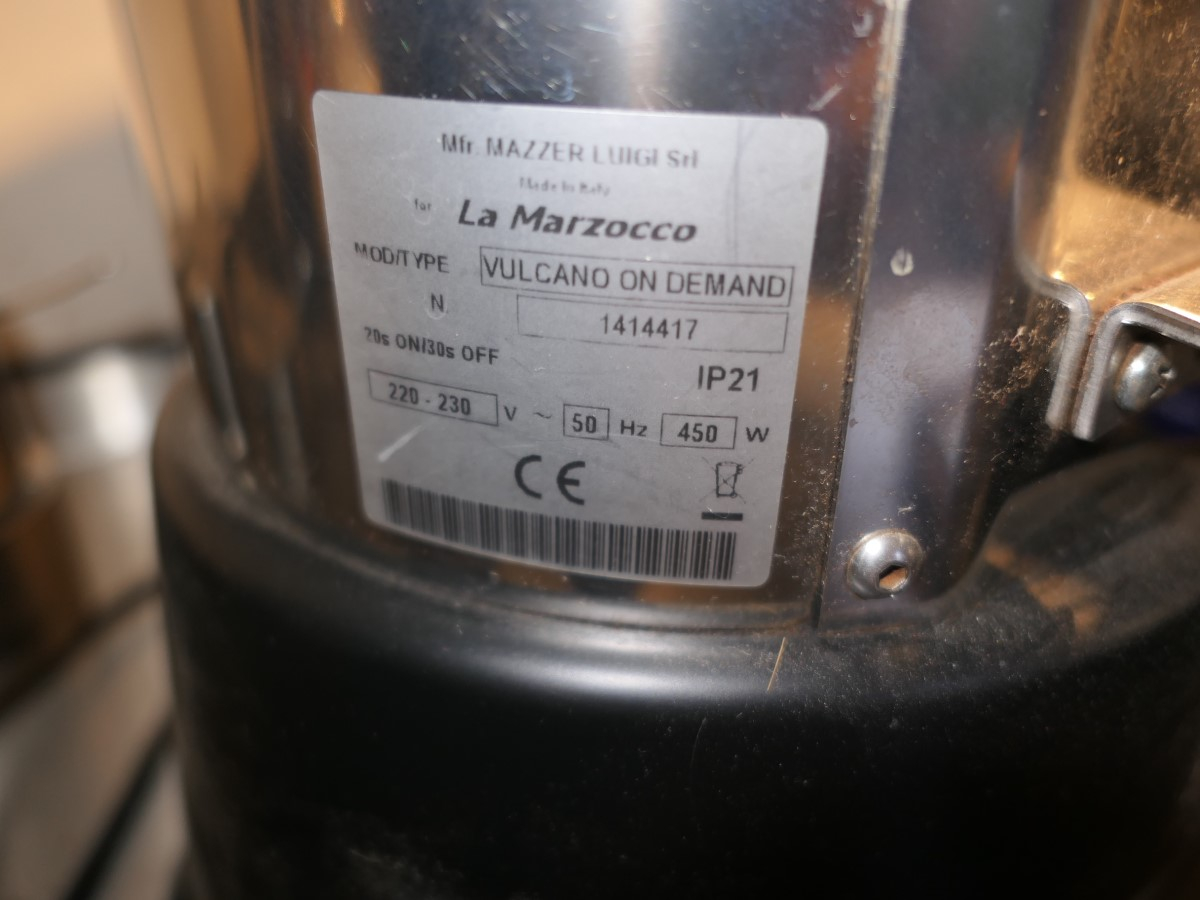 Mfr. MAZZER LUIGI Srl
Made in Italy
for La Marzocco
MOD/TYPE VULCANO ON DEMAND
N. 1414417
20s ON/30s OFF
IP21
220 - 230 V ~ 50 Hz 450 W
CE